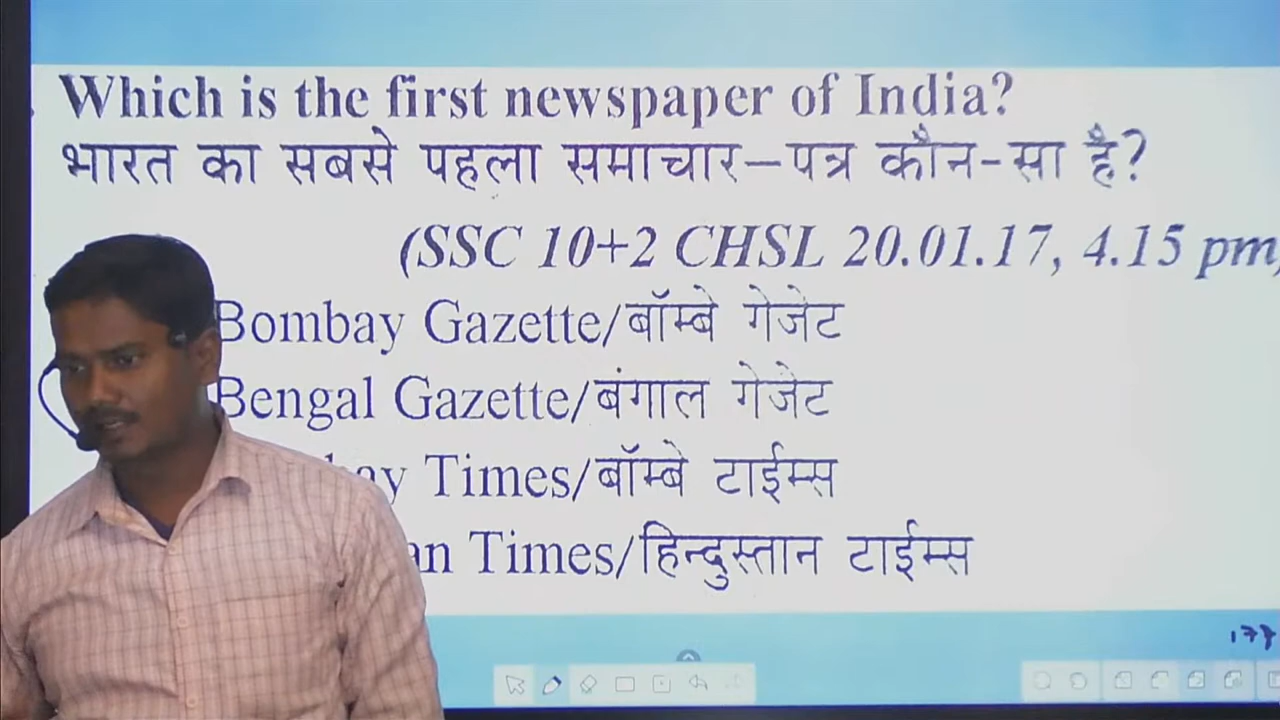 Which is the first newspaper of India?
भारत का सबसे पहला समाचार–पत्र कौन-सा है?
(SSC 10+2 CHSL 20.01.17, 4.15 pm
Bombay Gazette/बॉम्बे गेजेट
Bengal Gazette/बंगाल गेजेट
Times/बॉम्बे टाईम्स
Times/हिन्दुस्तान टाईम्स